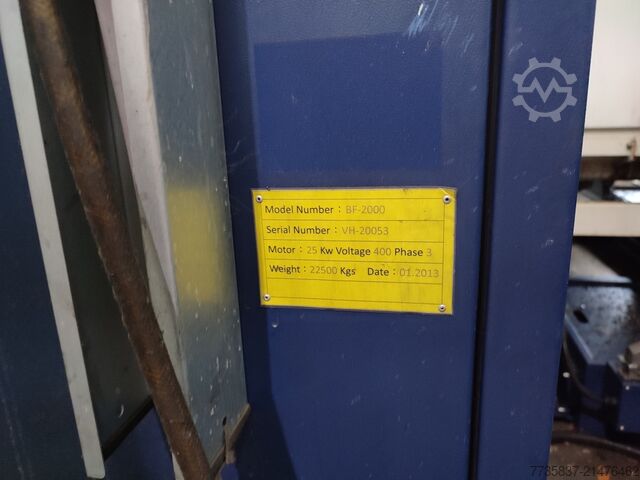 Model Number : BF-2000
Serial Number : VH-20053
Motor : 25 Kw Voltage 400 Phase 3
Weight : 22500 Kgs Date : 01.2013
7735837-21476462